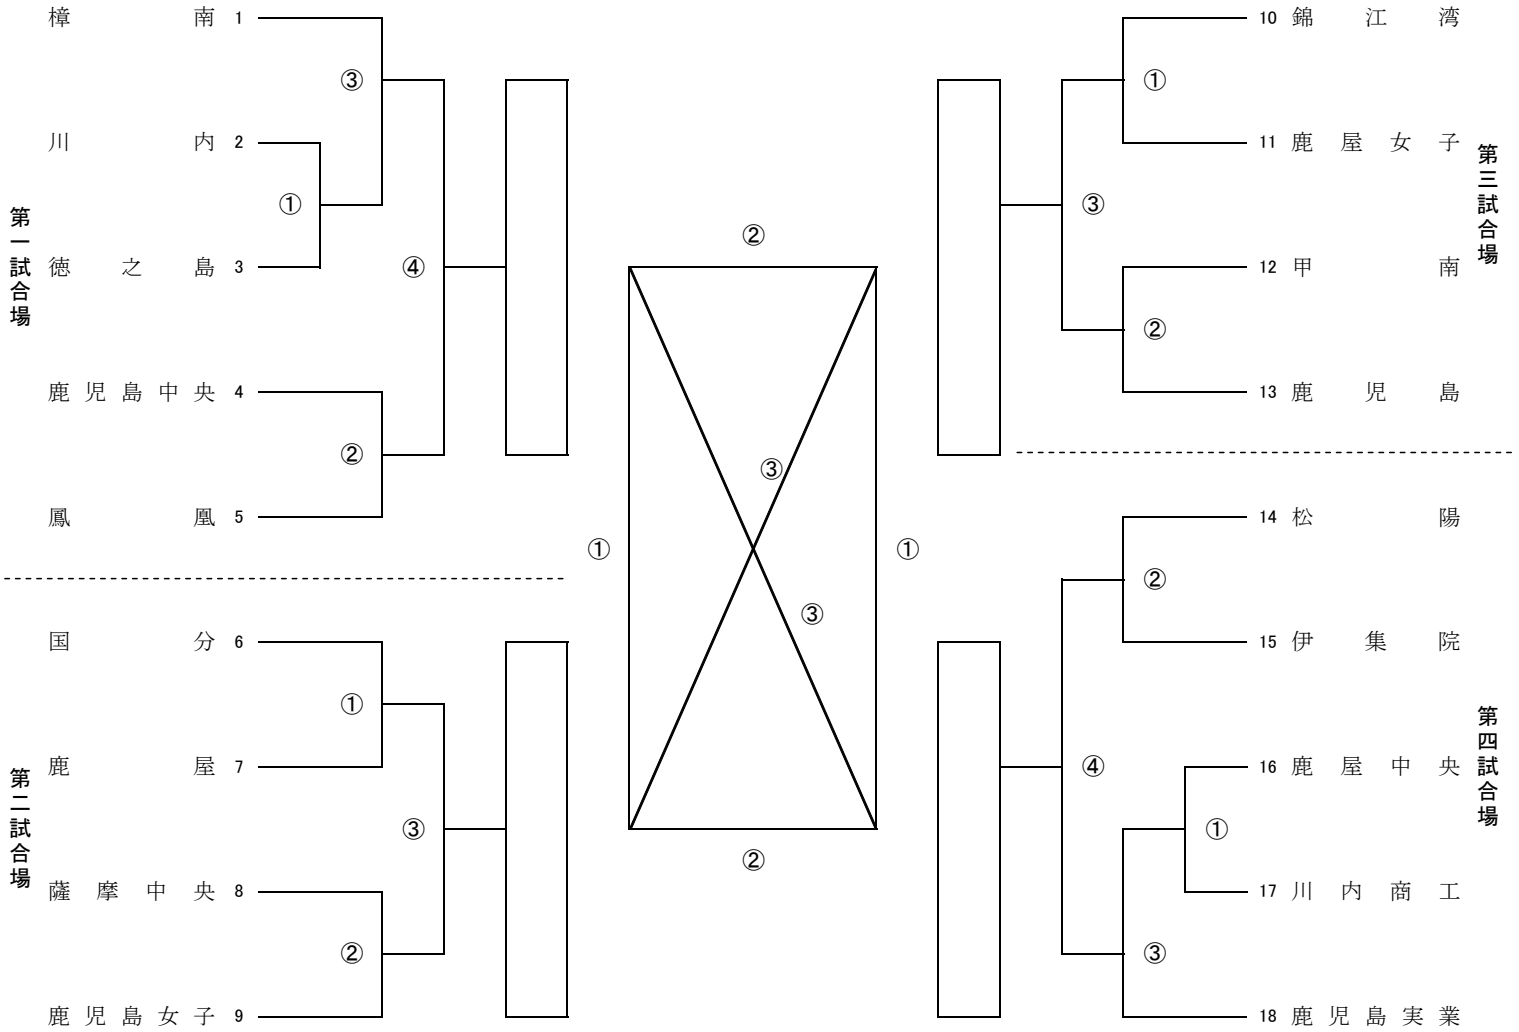 第一試合場
樟南 1
川内 2
徳之島 3
鹿児島中央 4
鳳凰 5
③
①
④
②
第二試合場
国分 6
鹿屋 7
薩摩中央 8
鹿児島女子 9
①
③
②
②
①
③
①
③
②
第三試合場
10 錦江湾
11 鹿屋女子
12 甲南
13 鹿児島
①
③
②
第四試合場
14 松陽
15 伊集院
16 鹿屋中央
17 川内商工
18 鹿児島実業
②
④
①
③